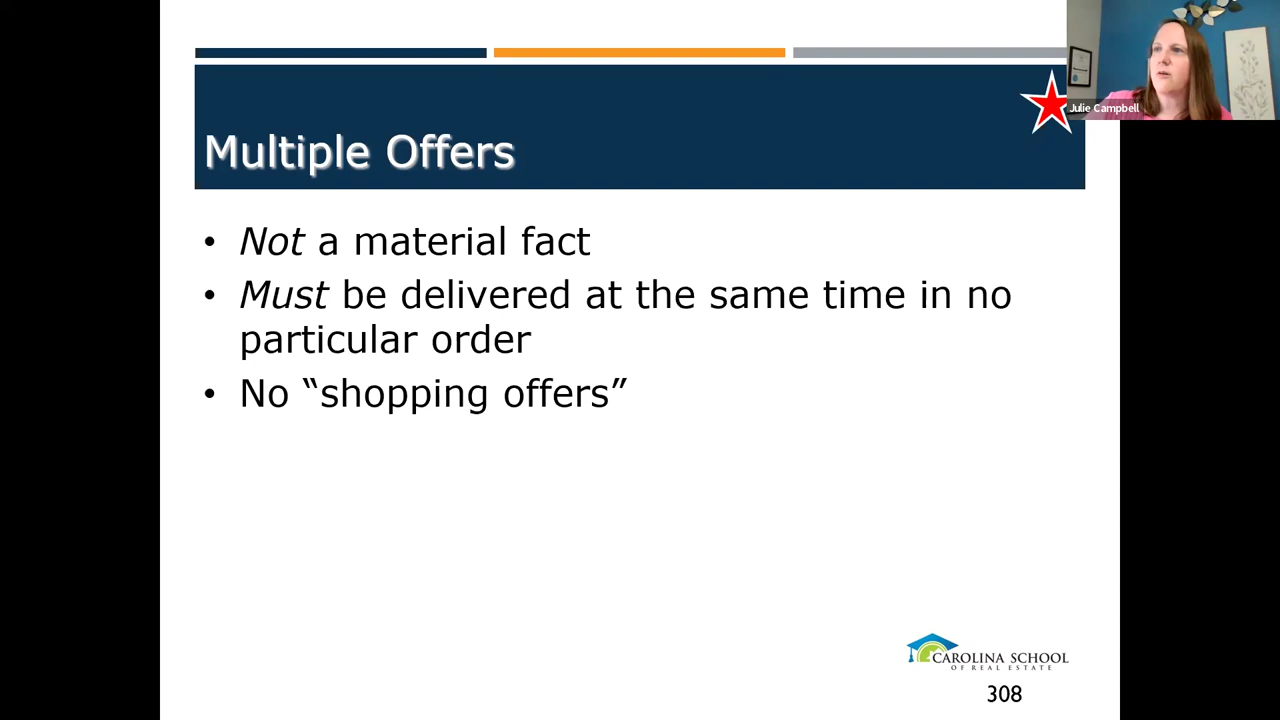 Julie Campbell
Multiple Offers
• Not a material fact
• Must be delivered at the same time in no
particular order
• No “shopping offers”
CAROLINA SCHOOL
OF REAL ESTATE
308